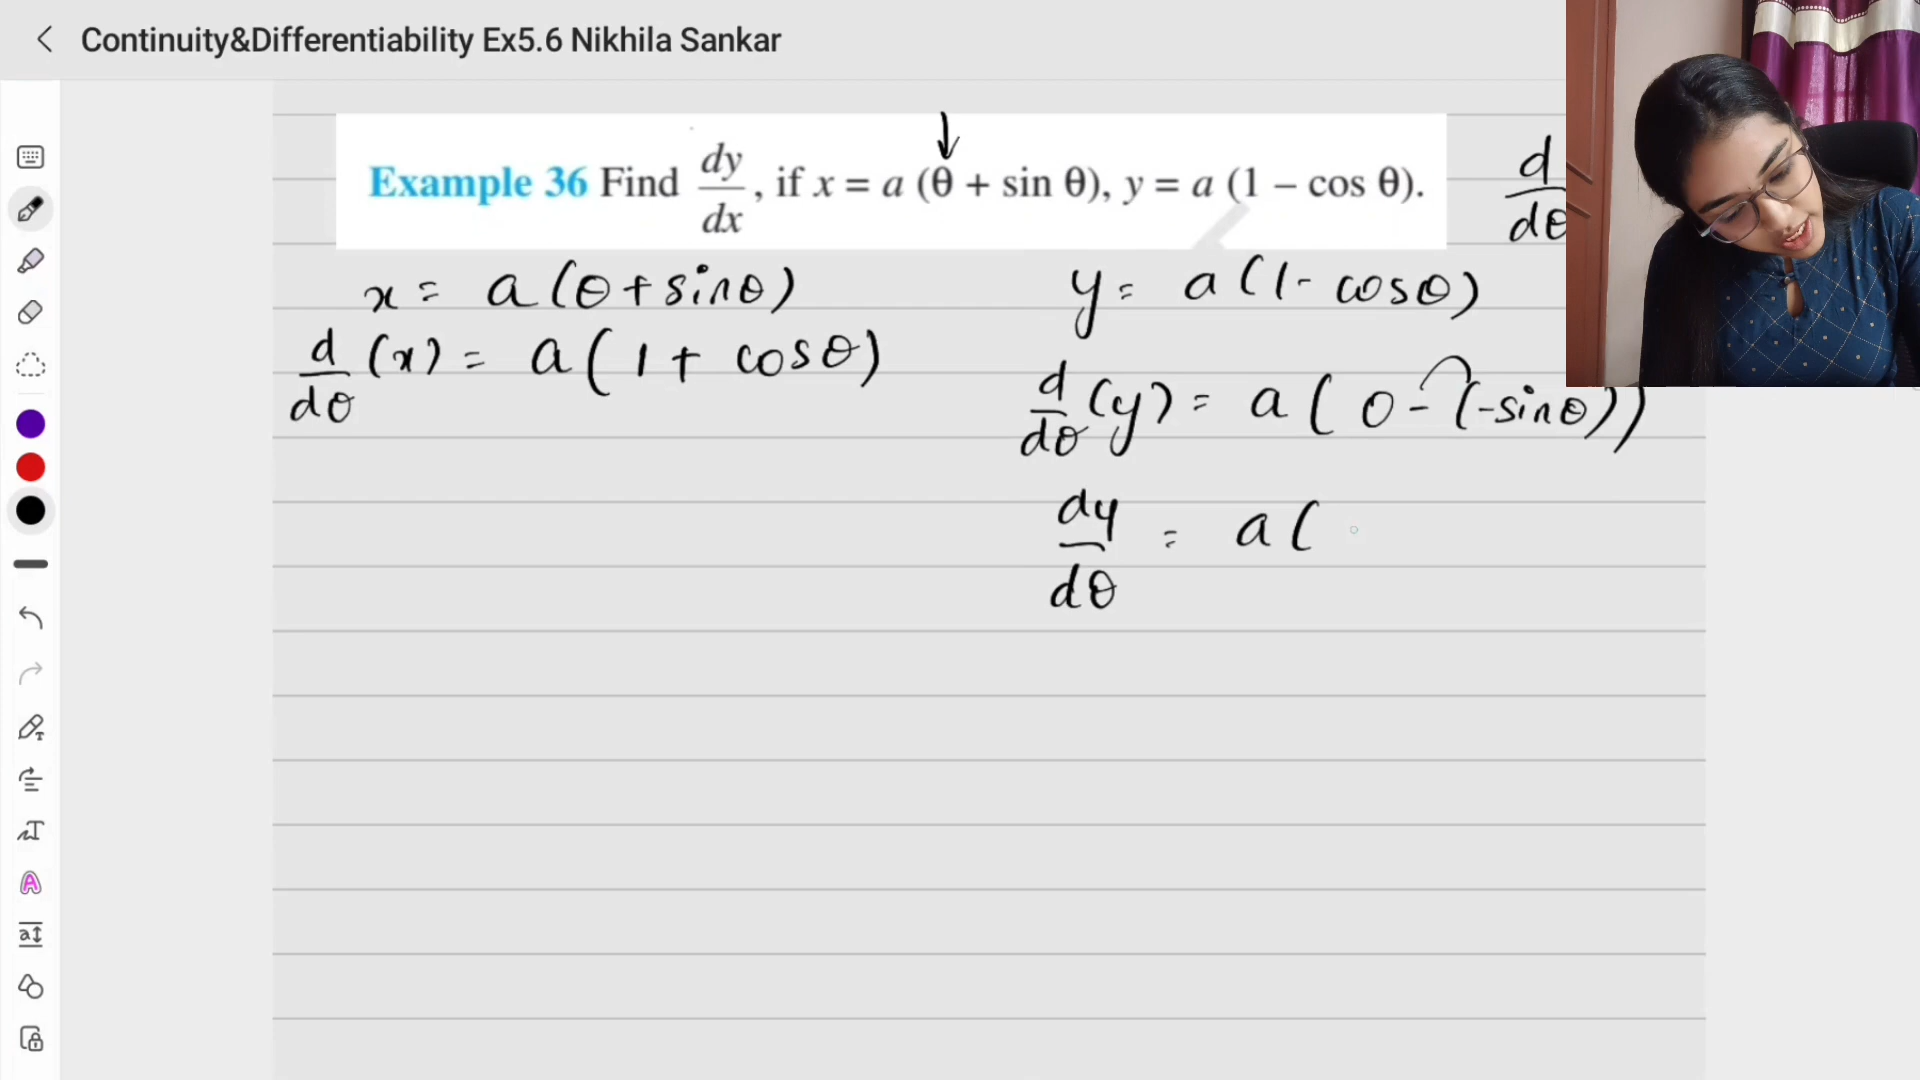 Continuity&Differentiability Ex5.6 Nikhila Sankar
Example 36 Find dy/dx, if x = a (θ + sin θ), y = a (1 – cos θ).
d/dθ
x = a(θ+sinθ)
d/dθ (x) = a(1 + cosθ)
y = a(1- cosθ)
d/dθ (y) = a(0-(-sinθ))
dy/dθ = a(